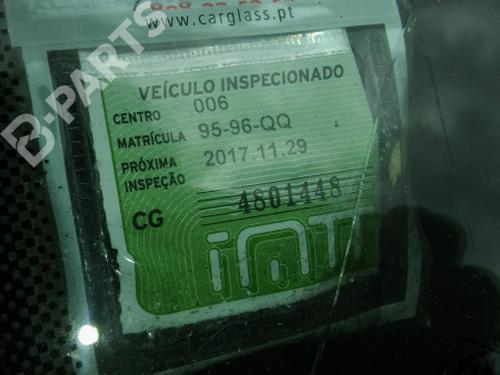 www.carglass.pt
B-PARTS
VEÍCULO INSPECIONADO
CENTRO 006
MATRÍCULA 95-96-QQ
PRÓXIMA INSPEÇÃO 2017.11.29
CG 4801448
imt